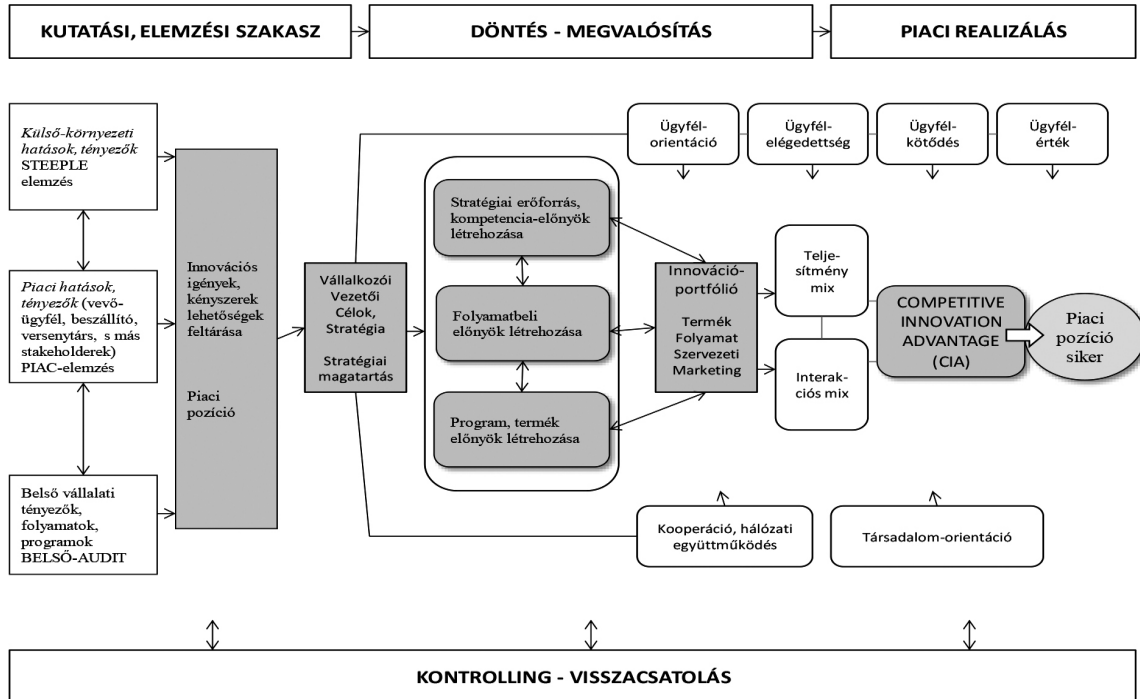 KUTATÁSI, ELEMZÉSI SZAKASZ
DÖNTÉS - MEGVALÓSÍTÁS
PIACI REALIZÁLÁS
Külső-környezeti
hatások, tényezők
STEEPLE
elemzés
Piaci hatások,
tényezők (vevő-
ügyfél, beszállító,
versenytárs, s más
stakeholderek)
PIAC-elemzés
Belső vállalati
tényezők,
folyamatok,
programok
BELSŐ-AUDIT
Innovációs
igények,
kényszerek
lehetőségek
feltárása
Piaci
pozíció
Vállalkozói
Vezetői
Célok,
Stratégia
Stratégiai
magatartás
Stratégiai erőforrás,
kompetencia-előnyök
létrehozása
Folyamatbeli
előnyök létrehozása
Program, termék
előnyök létrehozása
Innováció-
portfólió
Termék
Folyamat
Szervezeti
Marketing
Ügyfél-
orientáció
Ügyfél-
elégedettség
Ügyfél-
kötődés
Ügyfél-
érték
Telje-
sítmény
mix
Interak-
ciós mix
COMPETITIVE
INNOVATION
ADVANTAGE
(CIA)
Piaci
pozíció
siker
Kooperáció, hálózati
együttműködés
Társadalom-orientáció
KONTROLLING - VISSZACSATOLÁS